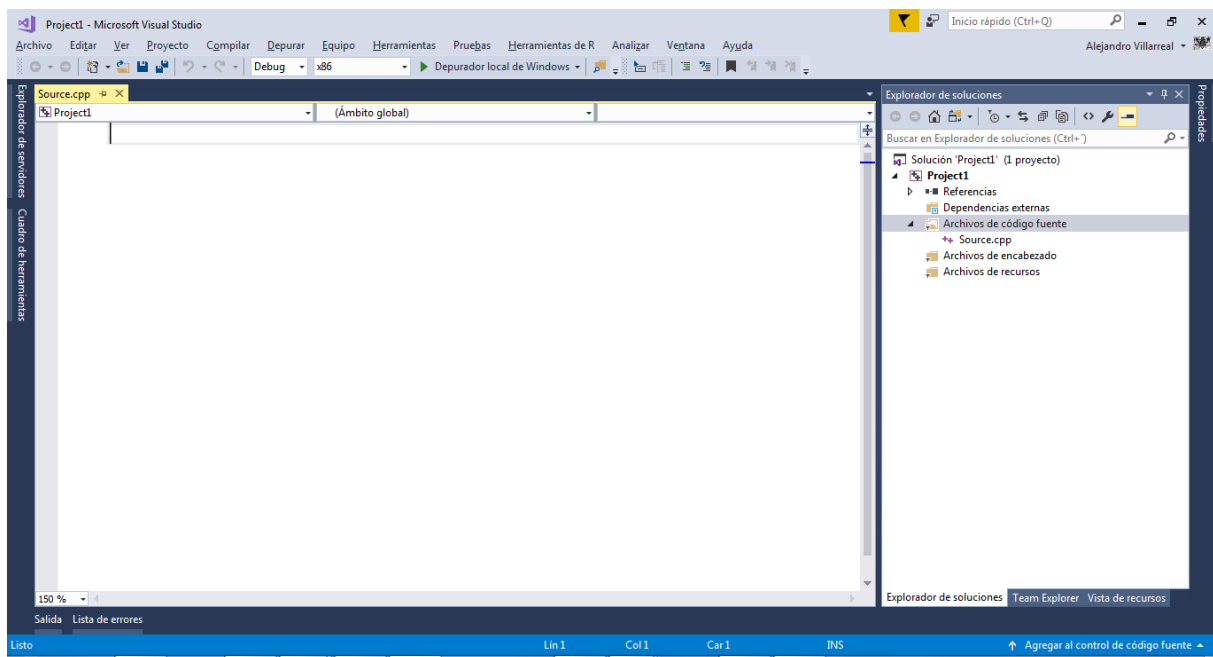 Project1 - Microsoft Visual Studio
Inicio rápido (Ctrl+Q)
Archivo Editar Ver Proyecto Compilar Depurar Equipo Herramientas Pruebas Herramientas de R Analizar Ventana Ayuda
Alejandro Villarreal
Debug x86 Depurador local de Windows
Explorador de servidores
Cuadro de herramientas
Source.cpp
Project1 (Ámbito global)
150 %
Explorador de soluciones
Buscar en Explorador de soluciones (Ctrl+´)
Solución 'Project1' (1 proyecto)
Project1
Referencias
Dependencias externas
Archivos de código fuente
Source.cpp
Archivos de encabezado
Archivos de recursos
Explorador de soluciones Team Explorer Vista de recursos
Propiedades
Salida Lista de errores
Listo Lín 1 Col 1 Car 1 INS Agregar al control de código fuente